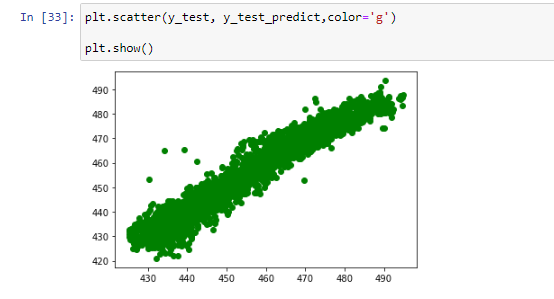 In [33]: plt.scatter(y_test, y_test_predict,color='g')
plt.show()
490
480
470
460
450
440
430
420
430 440 450 460 470 480 490